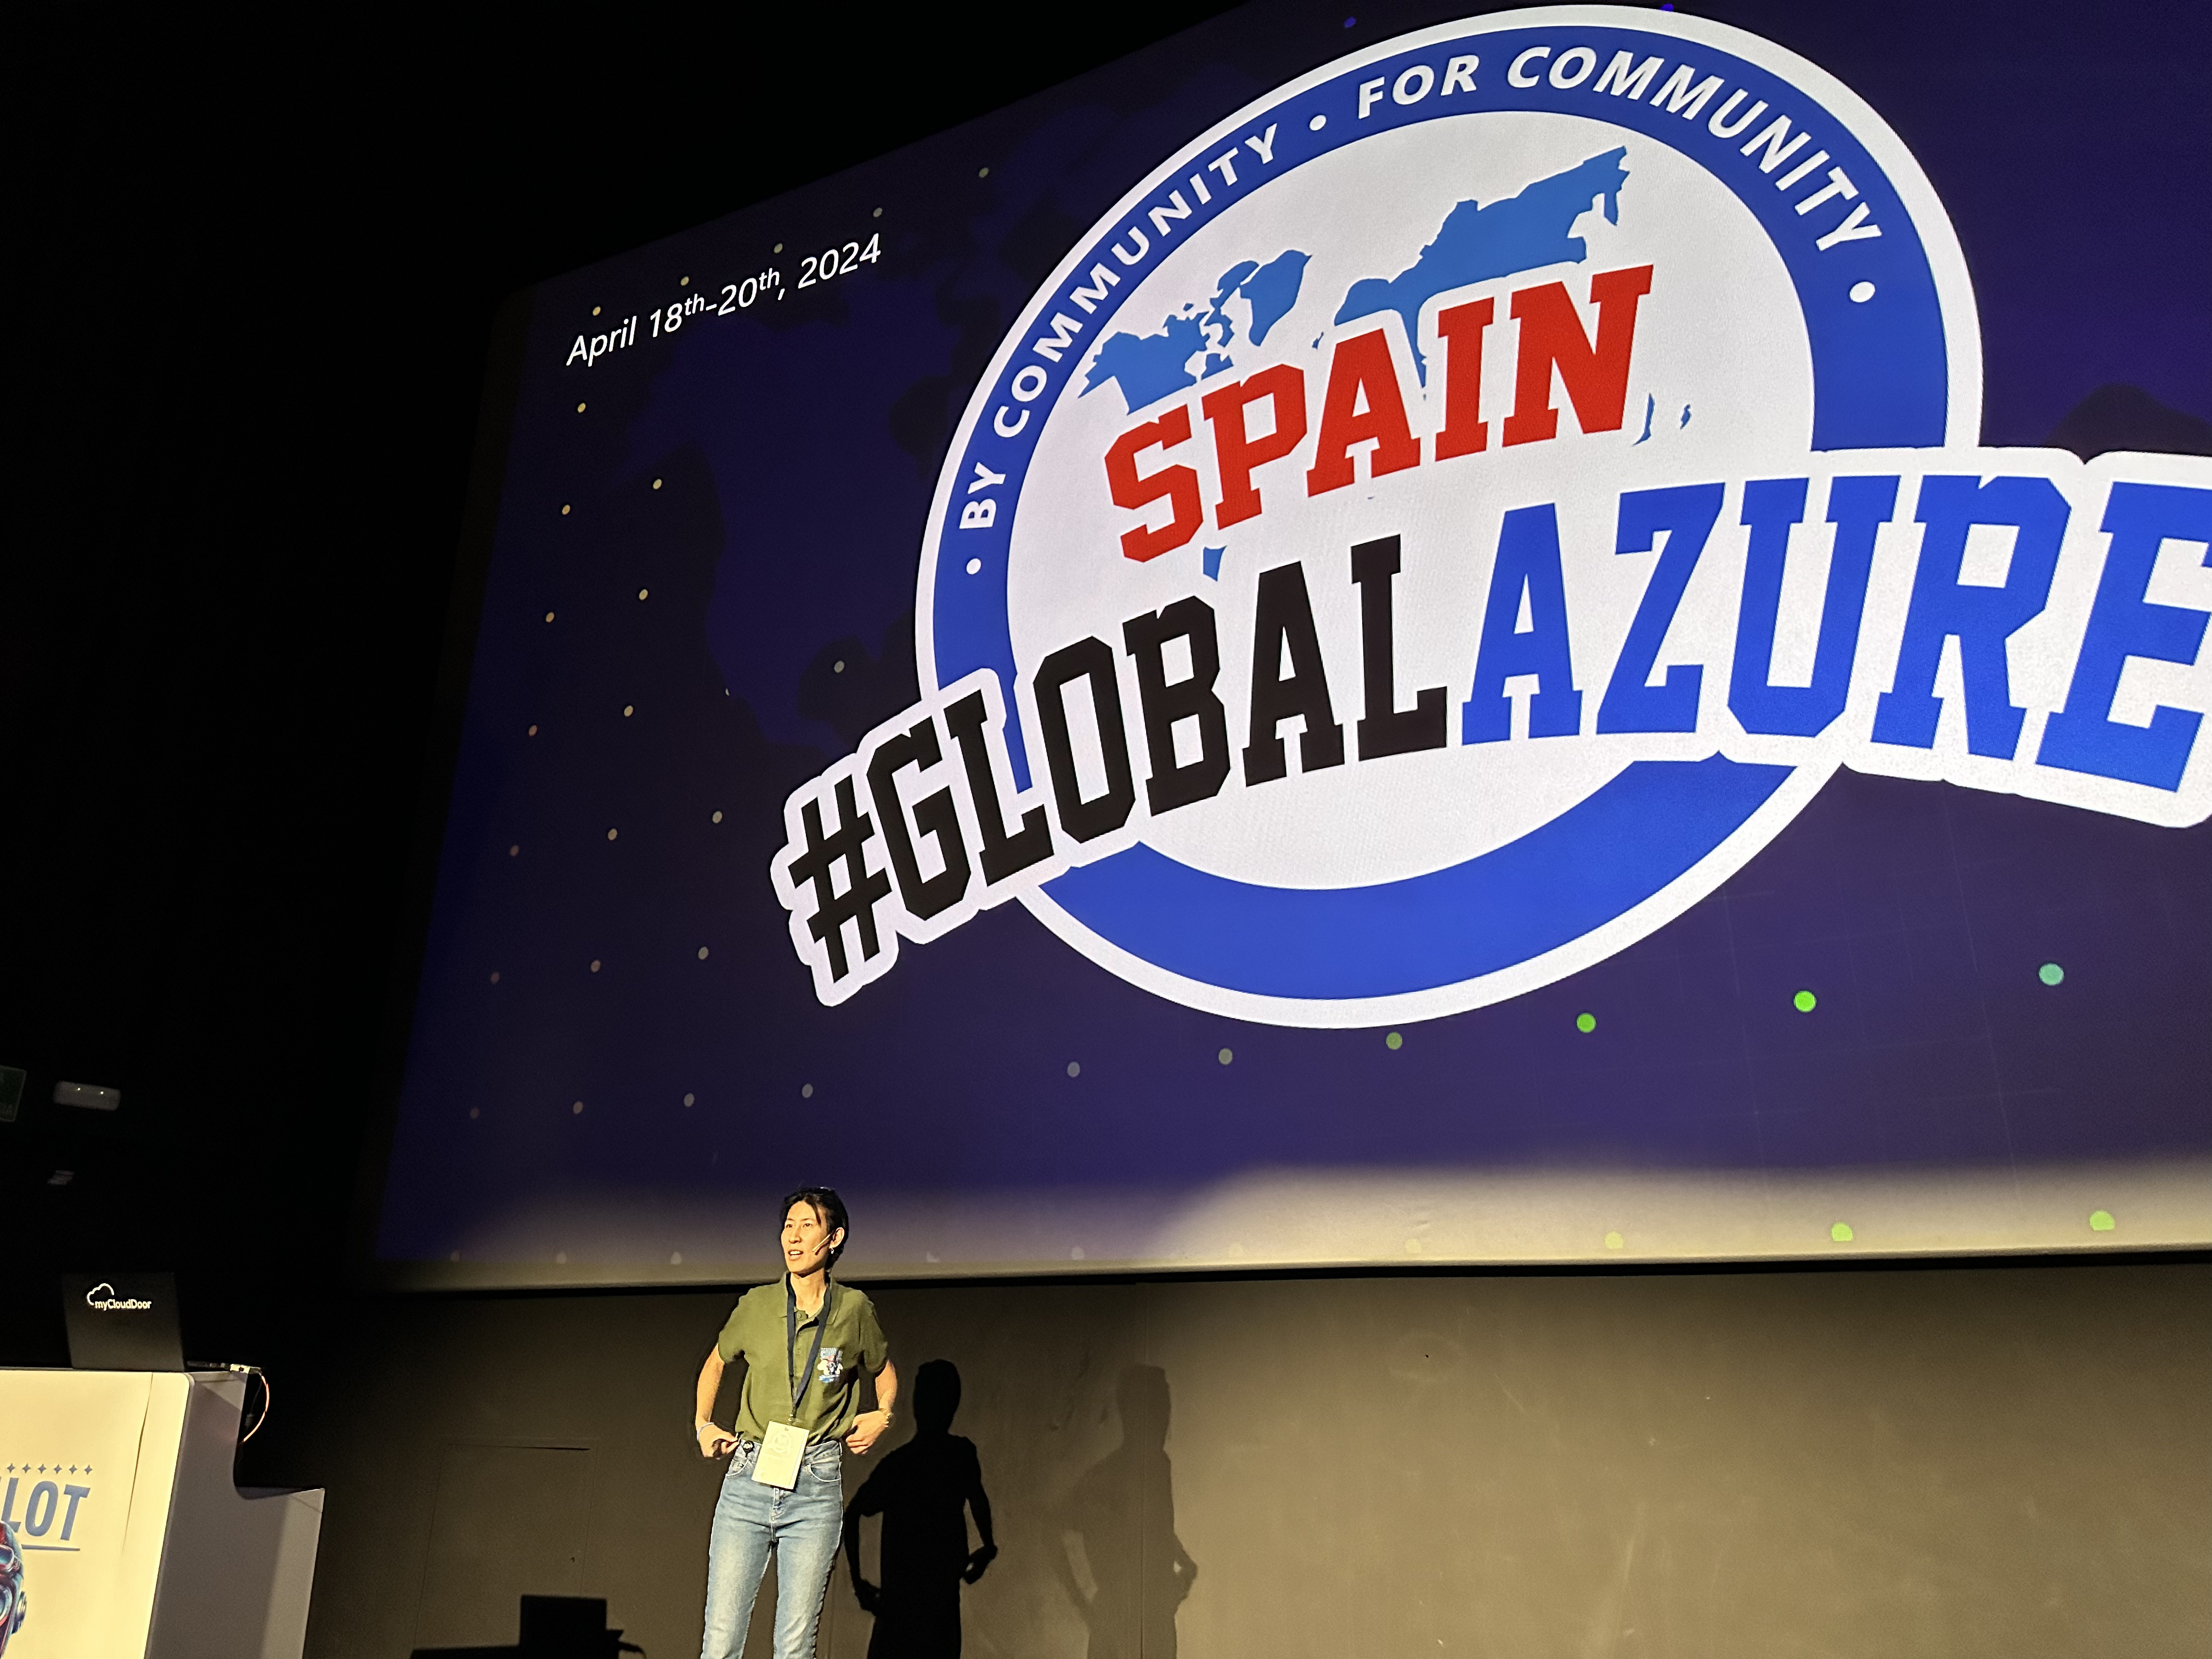 April 18th-20th, 2024
• BY COMMUNITY • FOR COMMUNITY •
SPAIN
#GLOBALAZURE
myCloudDoor
LOT